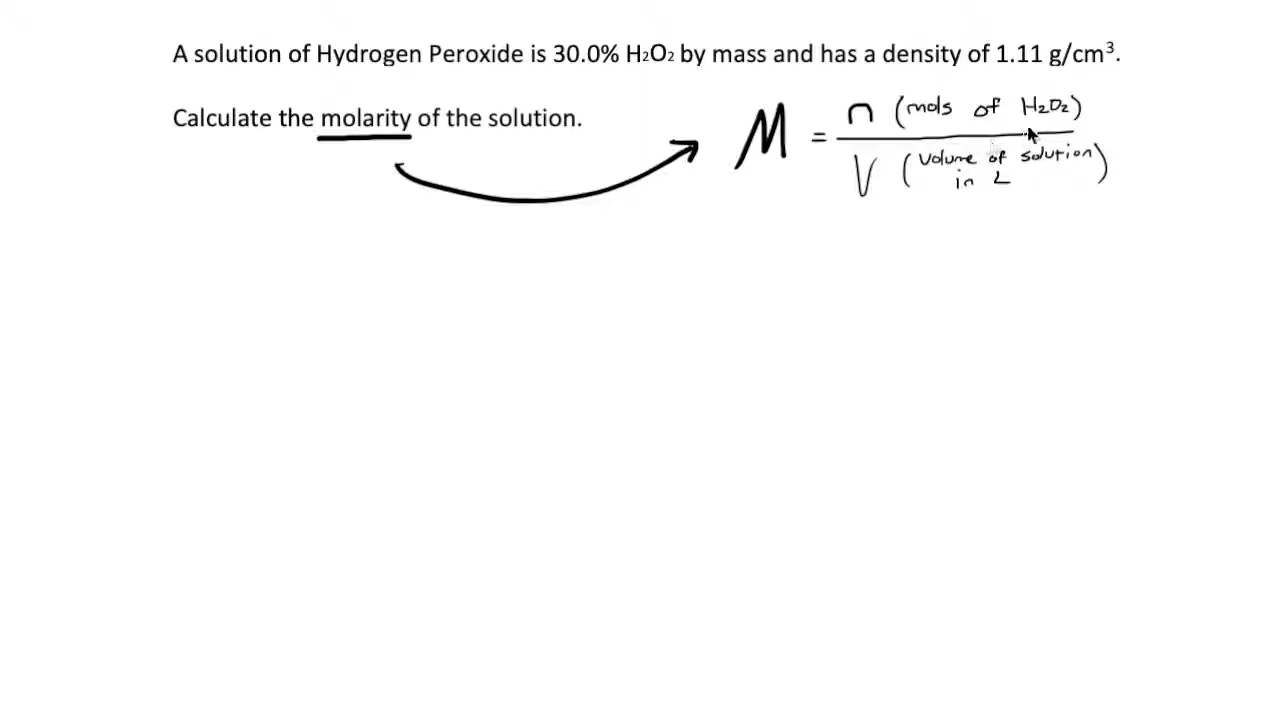 A solution of Hydrogen Peroxide is 30.0% H₂O₂ by mass and has a density of 1.11 g/cm³.
Calculate the molarity of the solution.
M = n (mols of H₂O₂)
V (volume of solution
in L)